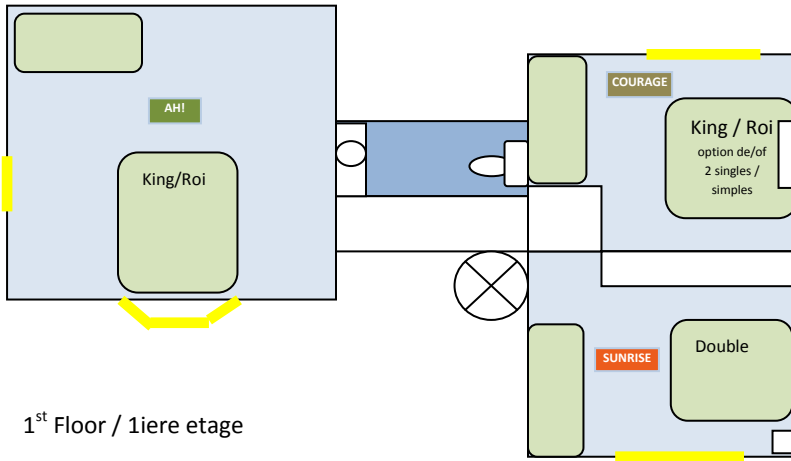 AH!
King/Roi
COURAGE
King / Roi
option de/of
2 singles /
simples
SUNRISE
Double
1st Floor / 1iere etage